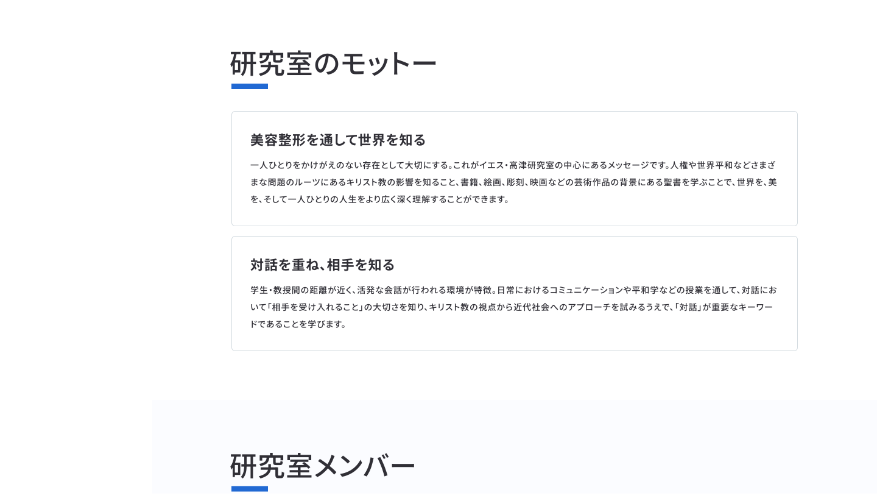 研究室のモットー
美容整形を通して世界を知る
一人ひとりをかけがえのない存在として大切にする。これがイエス・高津研究室の中心にあるメッセージです。人権や世界平和などさまざ
まな問題のルーツにあるキリスト教の影響を知ること、書籍、絵画、彫刻、映画などの芸術作品の背景にある聖書を学ぶことで、世界を、美
を、そして一人ひとりの人生をより広く深く理解することができます。
対話を重ね、相手を知る
学生・教授間の距離が近く、活発な会話が行われる環境が特徴。日常におけるコミュニケーションや平和学などの授業を通して、対話にお
いて「相手を受け入れること」の大切さを知り、キリスト教の視点から近代社会へのアプローチを試みるうえで、「対話」が重要なキーワー
ドであることを学びます。
研究室メンバー